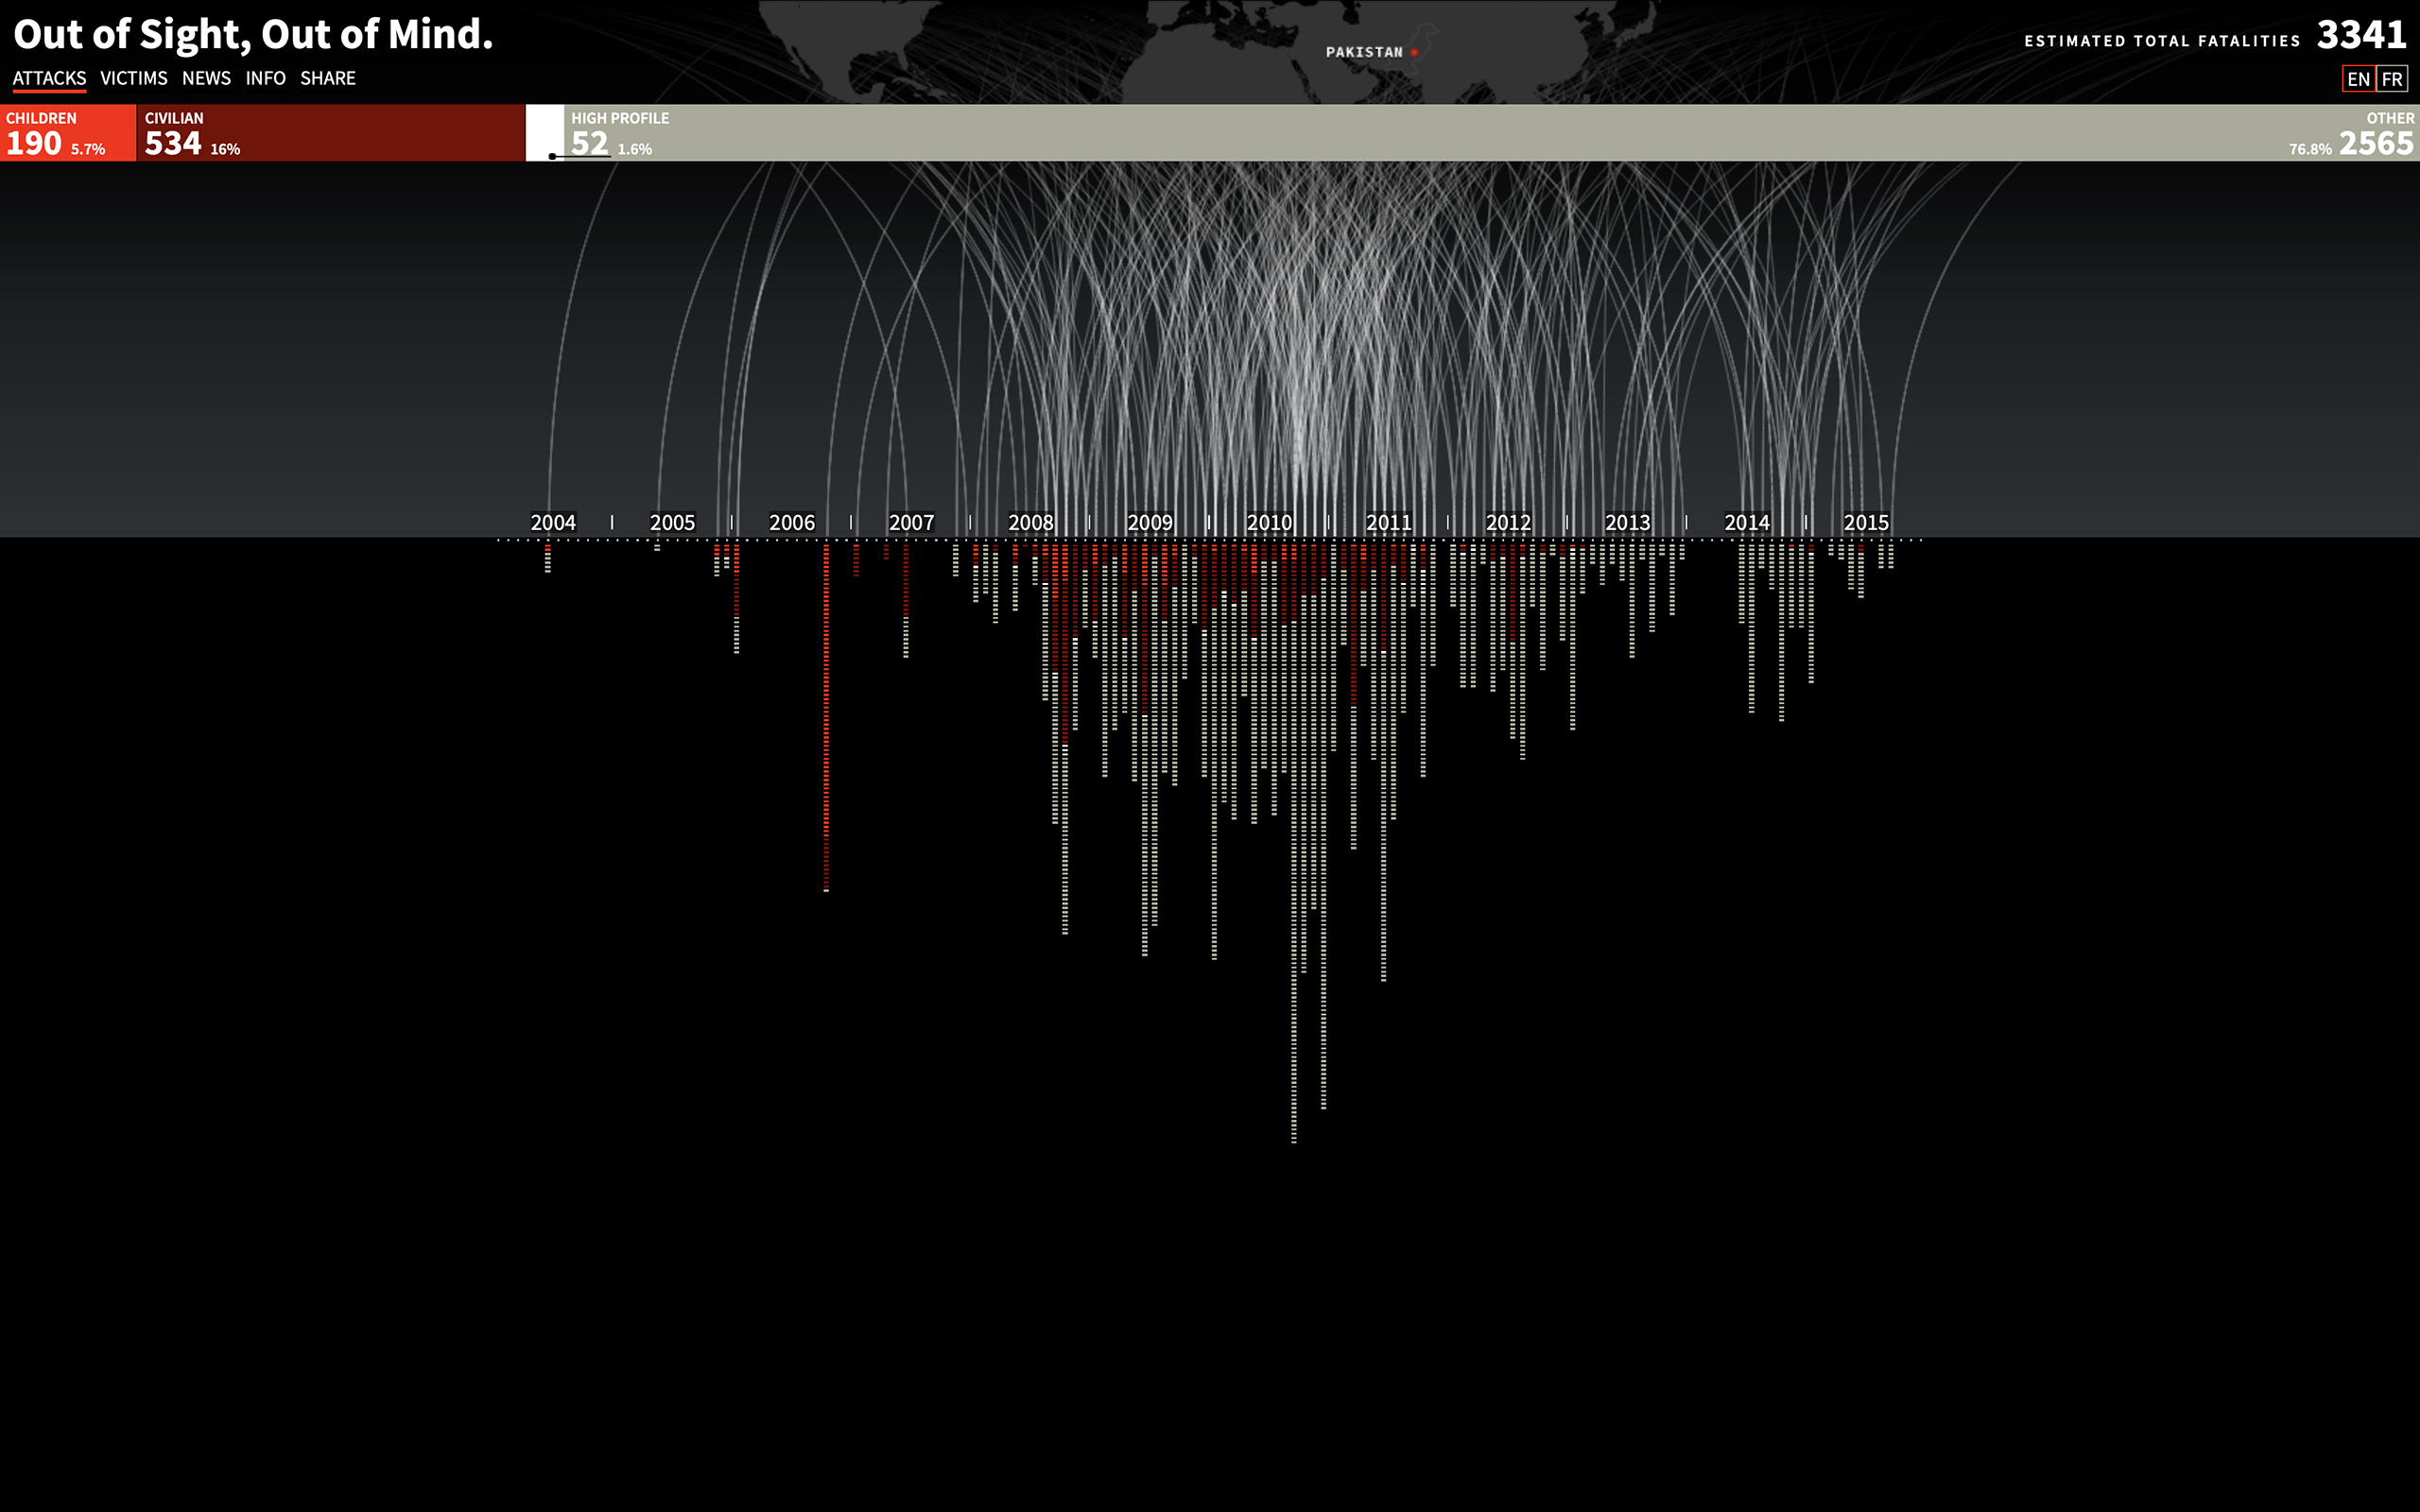 Out of Sight, Out of Mind.
ATTACKS VICTIMS NEWS INFO SHARE
PAKISTAN
ESTIMATED TOTAL FATALITIES 3341
EN FR
CHILDREN
190 5.7%
CIVILIAN
534 16%
HIGH PROFILE
52 1.6%
OTHER
76.8% 2565
2004 2005 2006 2007 2008 2009 2010 2011 2012 2013 2014 2015